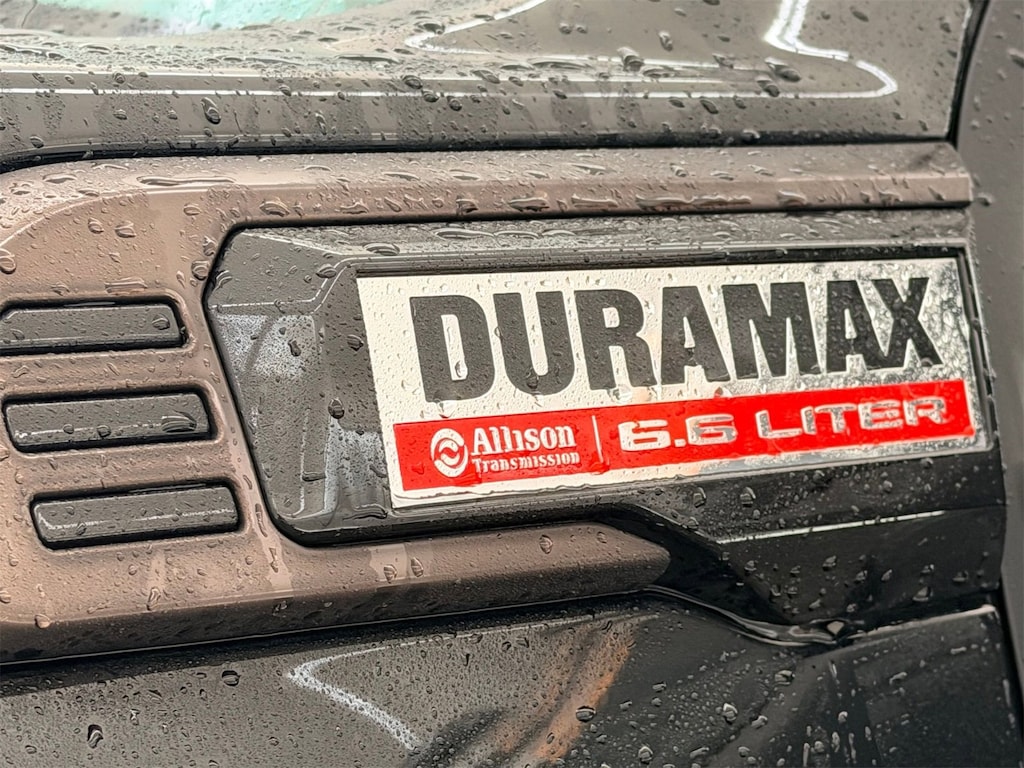 DURAMAX
Allison
Transmission
6.6 LITER